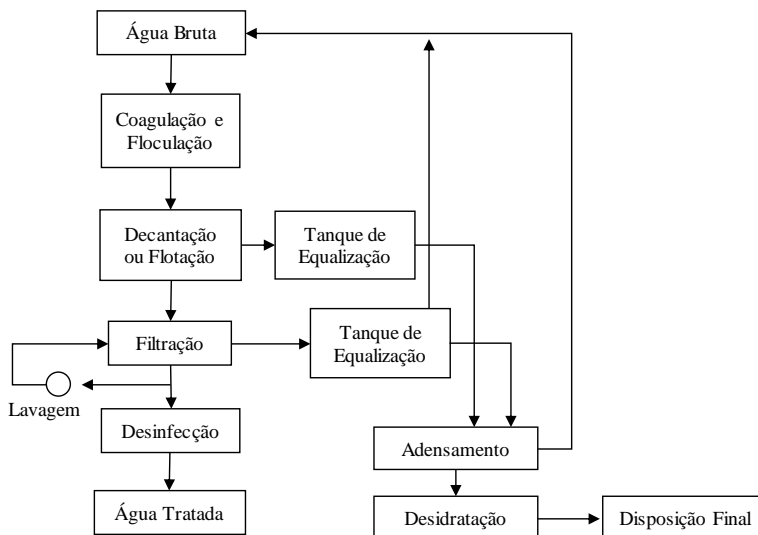 Água Bruta
Coagulação e
Floculação
Decantação
ou Flotação
Tanque de
Equalização
Filtração
Tanque de
Equalização
Lavagem
Desinfecção
Adensamento
Água Tratada
Desidratação
Disposição Final